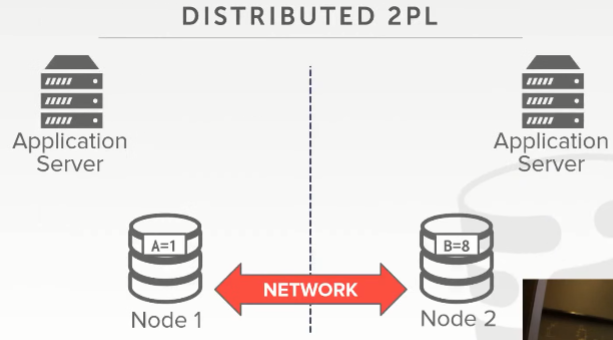 DISTRIBUTED 2PL
Application
Server
Application
Server
A=1
B=8
NETWORK
Node 1
Node 2